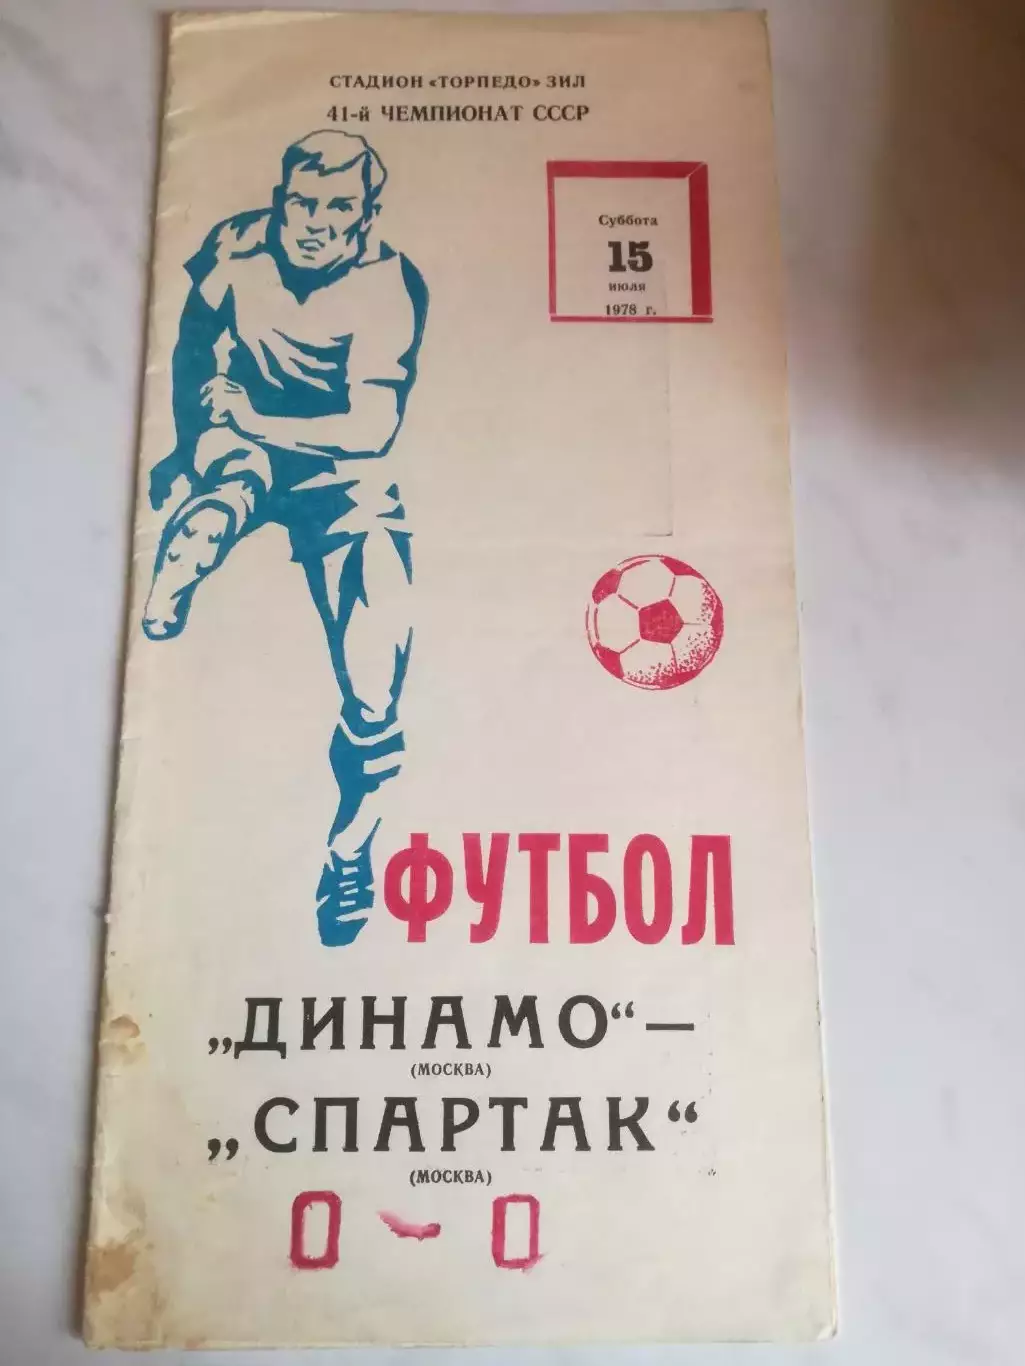 СТАДИОН «ТОРПЕДО» ЗИЛ
41-й ЧЕМПИОНАТ СССР
Суббота
15
июля
1978 г.
ФУТБОЛ
„ДИНАМО“ —
(МОСКВА)
„СПАРТАК“
(МОСКВА)
0 - 0